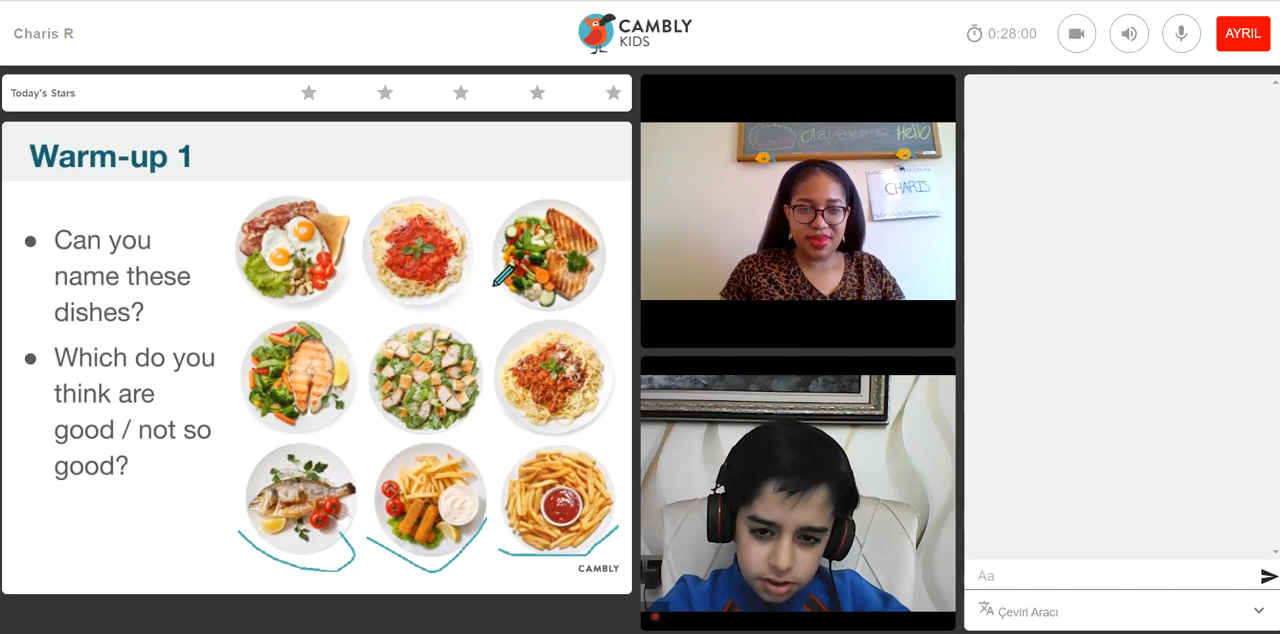 Charis R
CAMBLY
KIDS
0:28:00
AYRIL
Today's Stars
Warm-up 1
Can you
name these
dishes?
Which do you
think are
good / not so
good?
CAMBLY
Hello
CHARIS
Aa
Çeviri Aracı